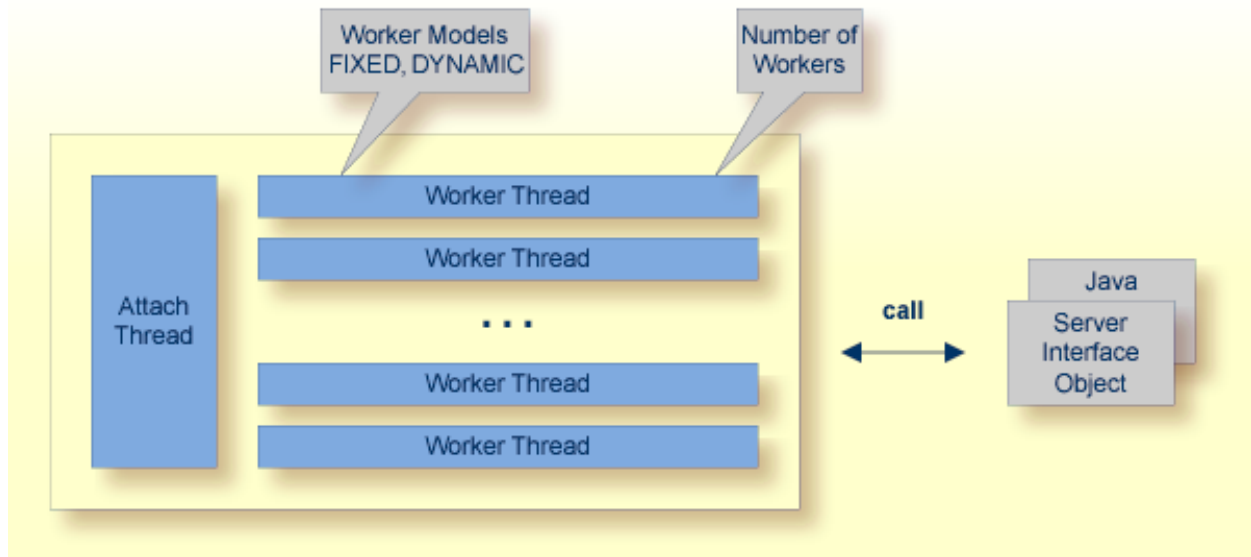 Worker Models
FIXED, DYNAMIC
Number of
Workers
Attach
Thread
Worker Thread
Worker Thread
...
Worker Thread
Worker Thread
call
Java
Server
Interface
Object